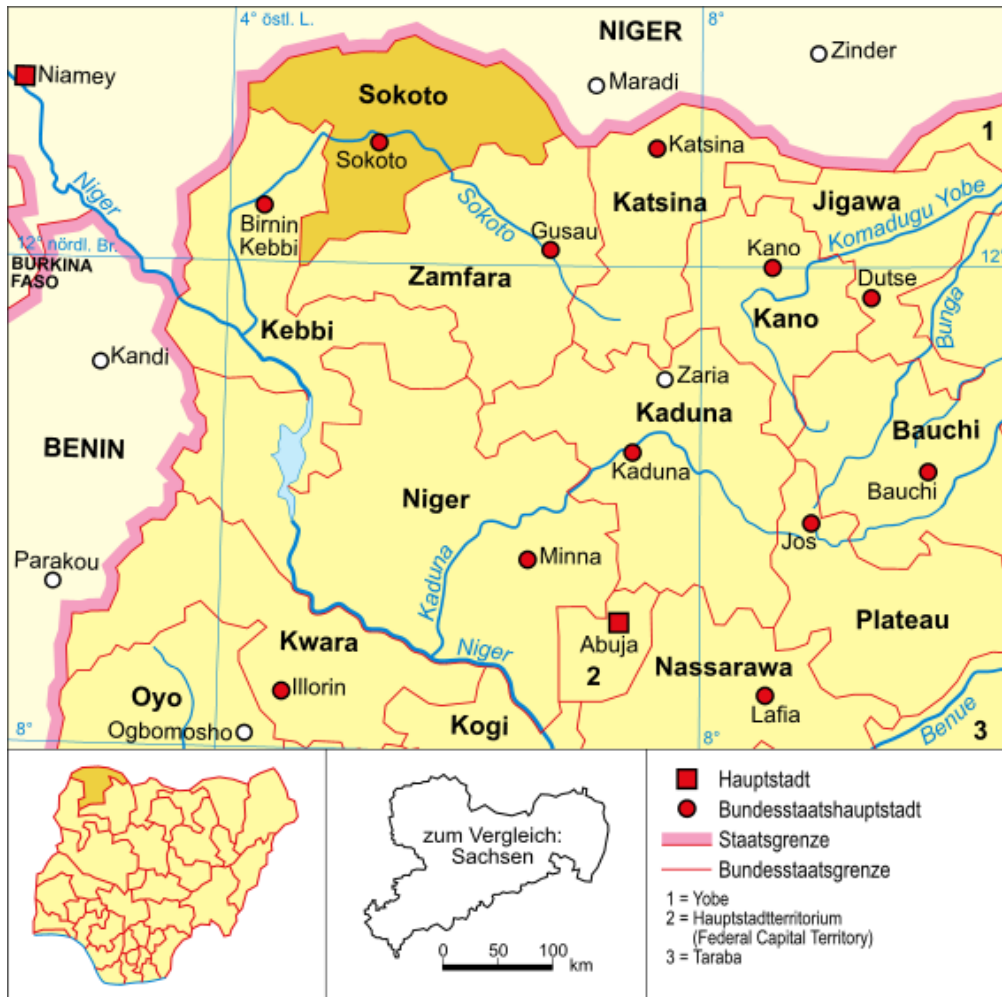 4° östl. L.
8°
NIGER
Zinder
Niamey
Maradi
Sokoto
1
Sokoto
Katsina
Niger
Katsina
Jigawa
Birnin
Kebbi
Sokoto
Komadugu Yobe
12° nördl. Br.
Gusau
Kano
12°
BURKINA
FASO
Zamfara
Dutse
Kebbi
Kano
Bunga
Kandi
Zaria
Kaduna
BENIN
Bauchi
Kaduna
Niger
Bauchi
Jos
Minna
Parakou
Kaduna
Plateau
Abuja
Kwara
Niger
2
Nassarawa
Oyo
Illorin
Lafia
Ogbomosho
Kogi
8°
8°
Benue
3
zum Vergleich:
Sachsen
0 50 100
km
Hauptstadt
Bundesstaatshauptstadt
Staatsgrenze
Bundesstaatsgrenze
1 = Yobe
2 = Hauptstadtterritorium
(Federal Capital Territory)
3 = Taraba